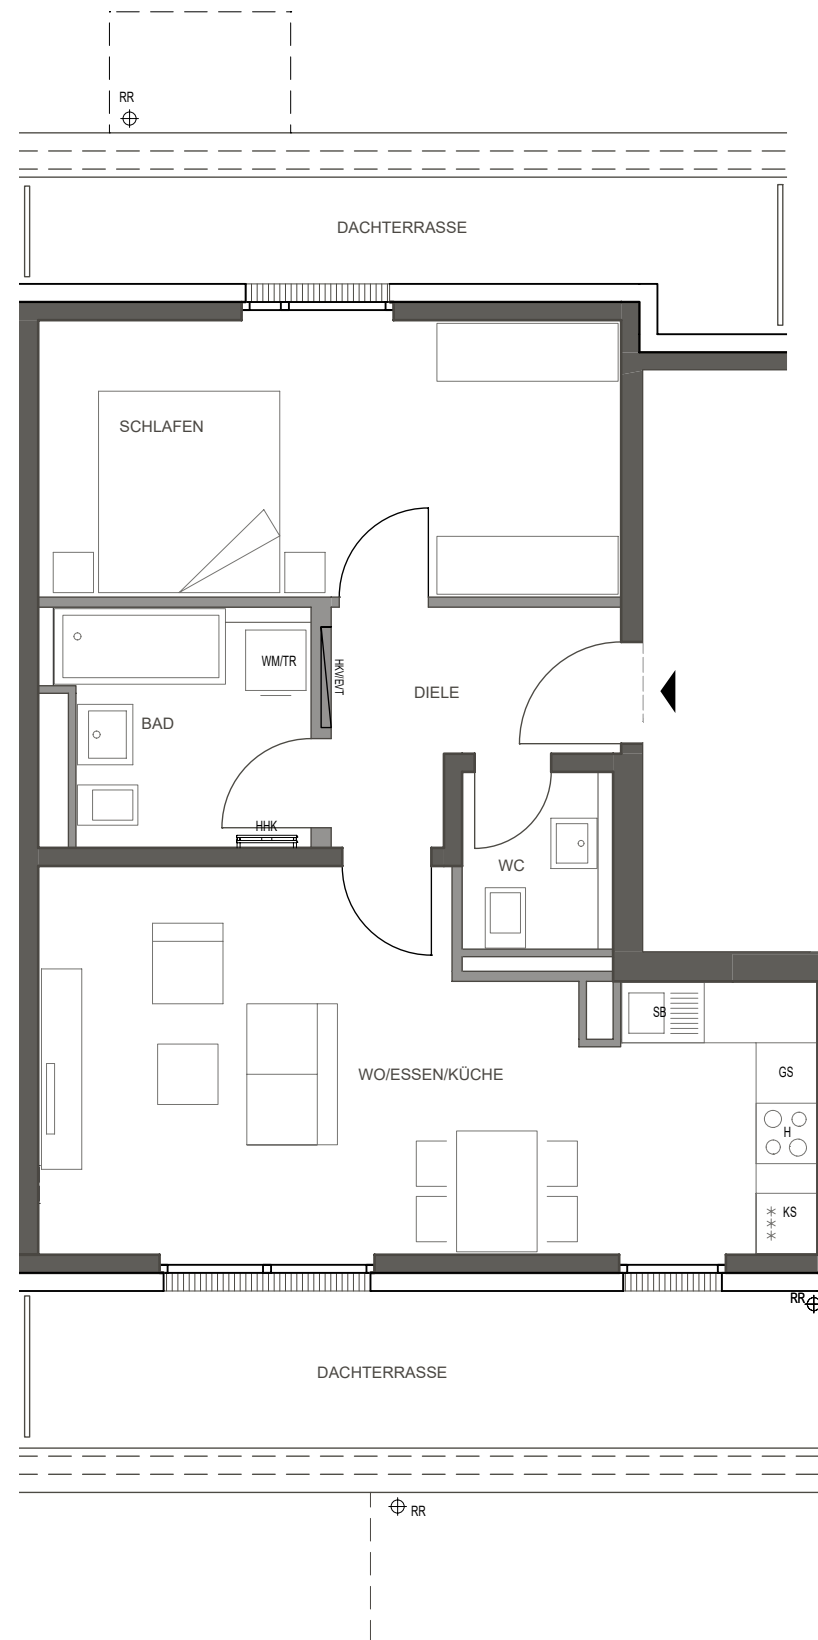 RR
DACHTERRASSE
SCHLAFEN
WM/TR
HKV/EVT
DIELE
BAD
HHK
WC
SB
WO/ESSEN/KÜCHE
GS
H
KS
RR
DACHTERRASSE
RR